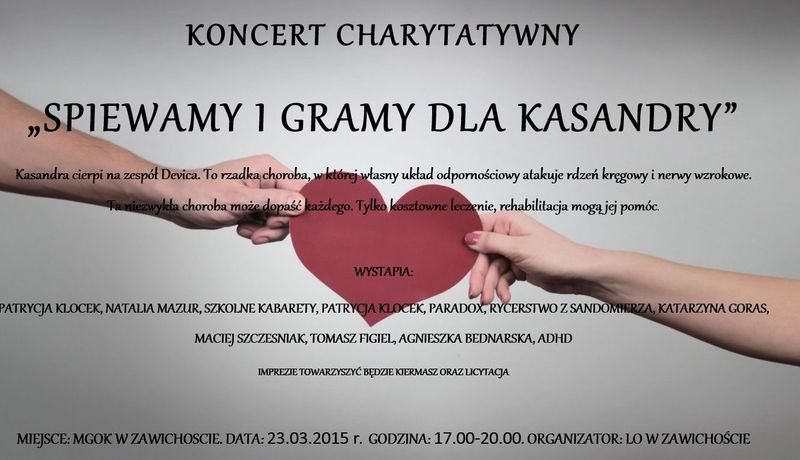 KONCERT CHARYTATYWNY
„SPIEWAMY I GRAMY DLA KASANDRY”
Kasandra cierpi na zespół Devica. To rzadka choroba, w której własny układ odpornościowy atakuje rdzeń kręgowy i nerwy wzrokowe.
Ta niezwykła choroba może dopaść każdego. Tylko kosztowne leczenie, rehabilitacja mogą jej pomóc.
WYSTAPIA:
PATRYCJA KLOCEK, NATALIA MAZUR, SZKOLNE KABARETY, PATRYCJA KLOCEK, PARADOX, RYCERSTWO Z SANDOMIERZA, KATARZYNA GORAS,
MACIEJ SZCZESNIAK, TOMASZ FIGIEL, AGNIESZKA BEDNARSKA, ADHD
IMPREZIE TOWARZYSZYĆ BĘDZIE KIERMASZ ORAZ LICYTACJA
MIEJSCE: MGOK W ZAWICHOSCIE. DATA: 23.03.2015 r. GODZINA: 17.00-20.00. ORGANIZATOR: LO W ZAWICHOŚCIE